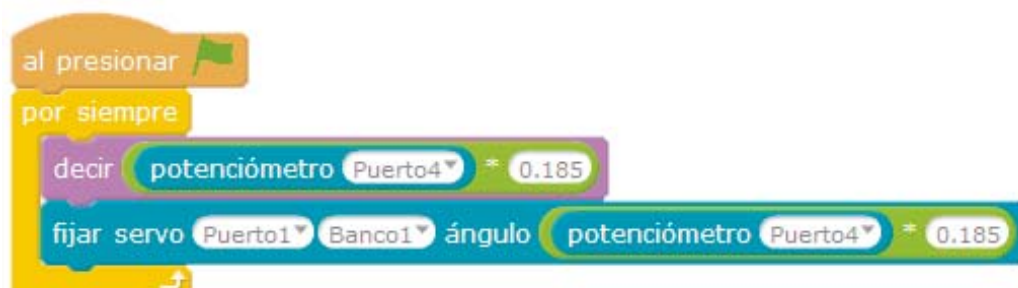 al presionar
por siempre
decir potenciómetro Puerto4 * 0.185
fijar servo Puerto1 Banco1 ángulo potenciómetro Puerto4 * 0.185